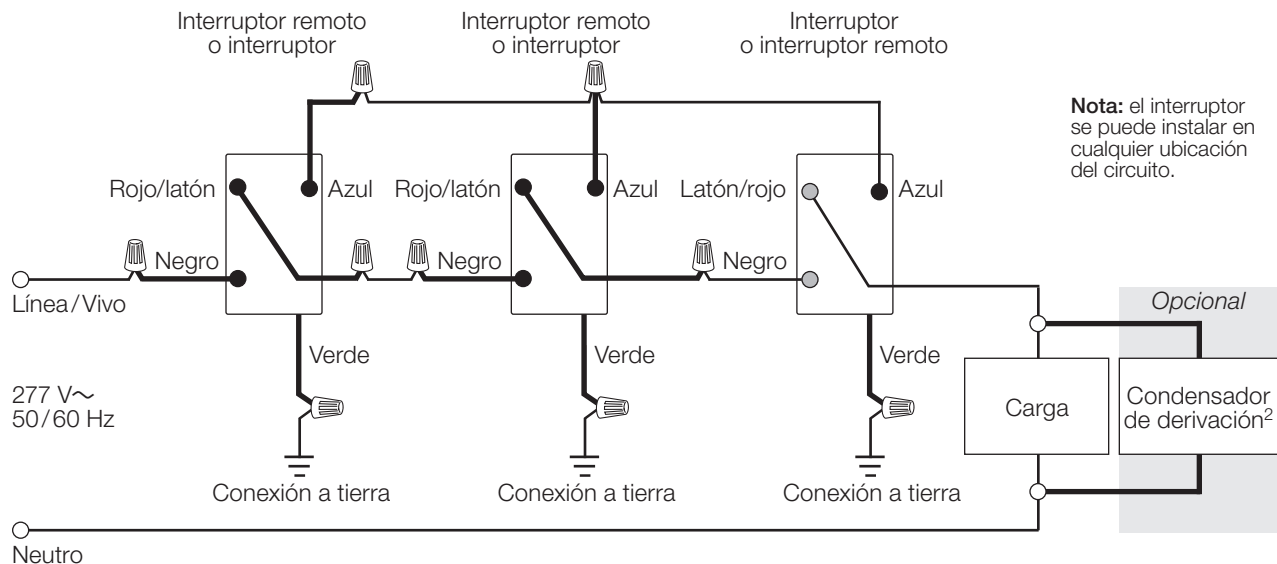 Interruptor remoto
o interruptor
Interruptor remoto
o interruptor
Interruptor
o interruptor remoto
Nota: el interruptor
se puede instalar en
cualquier ubicación
del circuito.
Rojo/latón
Azul
Rojo/latón
Azul
Latón/rojo
Azul
Negro
Negro
Negro
Línea/Vivo
Opcional
Verde
Verde
Verde
277 V~
50/60 Hz
Carga
Condensador
de derivación²
Conexión a tierra
Conexión a tierra
Conexión a tierra
Neutro